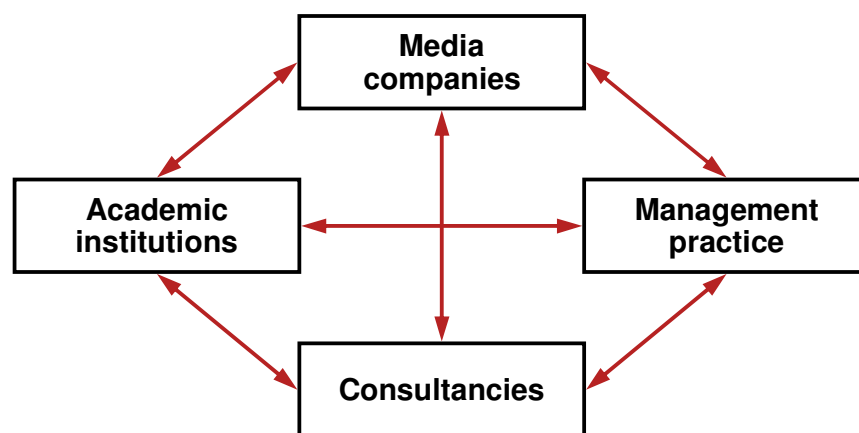 Media
companies
Academic
institutions
Management
practice
Consultancies